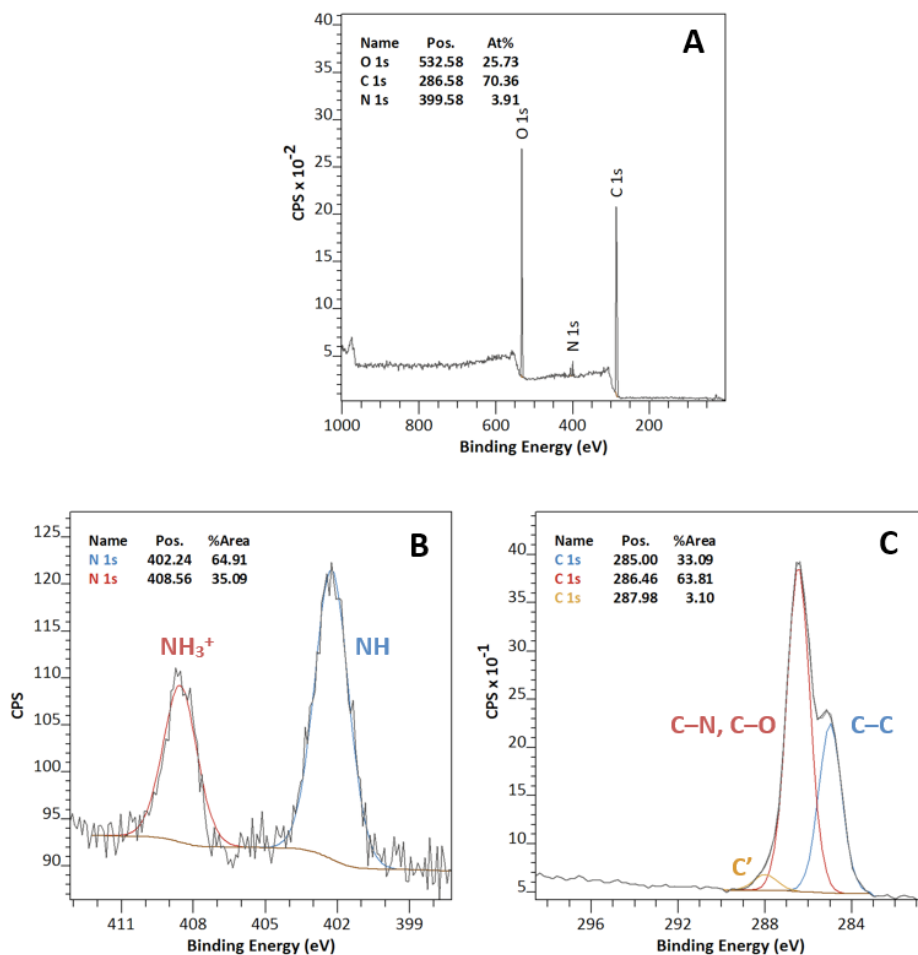 A
Name Pos. At%
O 1s 532.58 25.73
C 1s 286.58 70.36
N 1s 399.58 3.91
O 1s
C 1s
N 1s
40
35
30
25
20
15
10
5
CPS x 10⁻²
1000 800 600 400 200
Binding Energy (eV)
B
Name Pos. %Area
N 1s 402.24 64.91
N 1s 408.56 35.09
NH₃⁺
NH
125
120
115
110
105
100
95
90
CPS
411 408 405 402 399
Binding Energy (eV)
C
Name Pos. %Area
C 1s 285.00 33.09
C 1s 286.46 63.81
C 1s 287.98 3.10
C–N, C–O
C–C
C’
40
35
30
25
20
15
10
5
CPS x 10⁻¹
296 292 288 284
Binding Energy (eV)